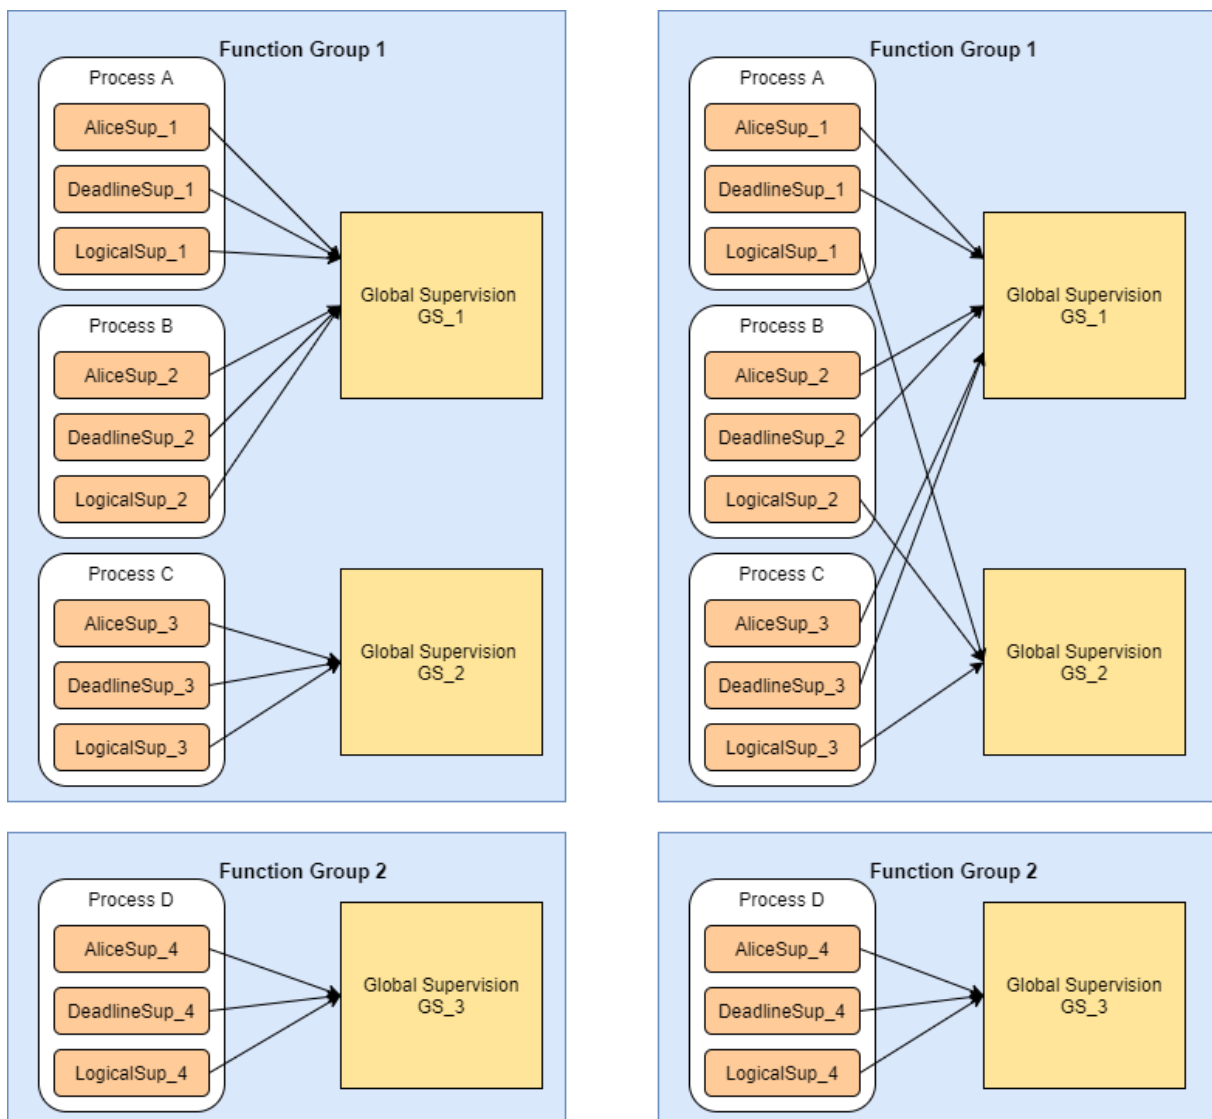 Function Group 1
Process A
AliceSup_1
DeadlineSup_1
LogicalSup_1
Process B
AliceSup_2
DeadlineSup_2
LogicalSup_2
Process C
AliceSup_3
DeadlineSup_3
LogicalSup_3
Global Supervision
GS_1
Global Supervision
GS_2
Function Group 2
Process D
AliceSup_4
DeadlineSup_4
LogicalSup_4
Global Supervision
GS_3
Function Group 1
Process A
AliceSup_1
DeadlineSup_1
LogicalSup_1
Process B
AliceSup_2
DeadlineSup_2
LogicalSup_2
Process C
AliceSup_3
DeadlineSup_3
LogicalSup_3
Global Supervision
GS_1
Global Supervision
GS_2
Function Group 2
Process D
AliceSup_4
DeadlineSup_4
LogicalSup_4
Global Supervision
GS_3